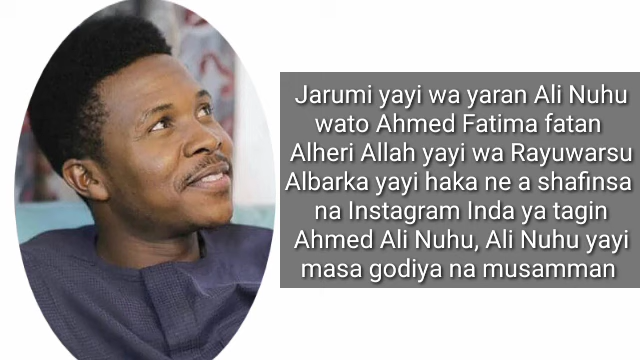 Jarumi yayi wa yaran Ali Nuhu
wato Ahmed Fatima fatan
Alheri Allah yayi wa Rayuwarsu
Albarka yayi haka ne a shafinsa
na Instagram Inda ya tagin
Ahmed Ali Nuhu, Ali Nuhu yayi
masa godiya na musamman